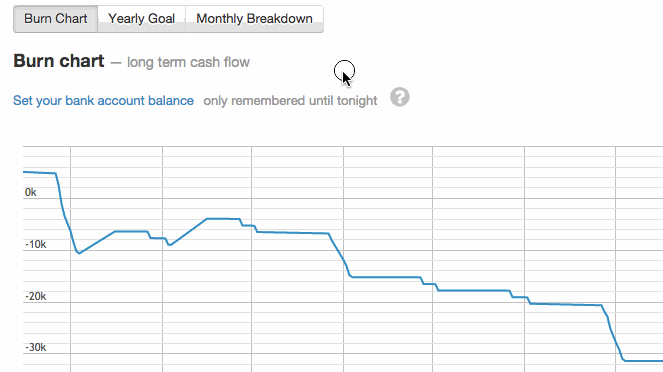 Burn Chart Yearly Goal Monthly Breakdown
Burn chart — long term cash flow
Set your bank account balance only remembered until tonight ?
0k
-10k
-20k
-30k